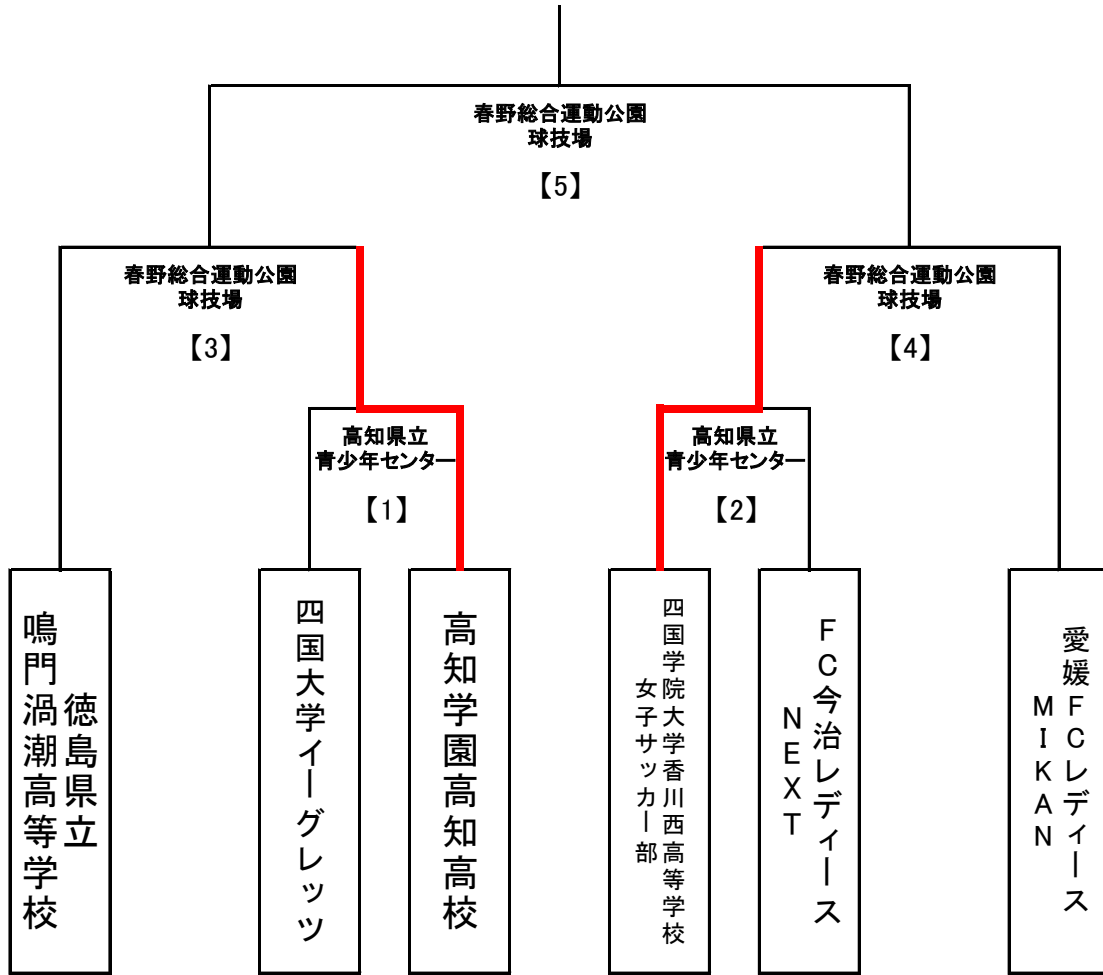 春野総合運動公園
球技場
【5】
春野総合運動公園
球技場
【3】
春野総合運動公園
球技場
【4】
高知県立
青少年センター
【1】
高知県立
青少年センター
【2】
徳島県立
鳴門渦潮高等学校
四国大学イーグレッツ
高知学園高知高校
四国学院大学香川西高等学校
女子サッカー部
FC今治レディース
NEXT
愛媛FCレディース
MIKAN